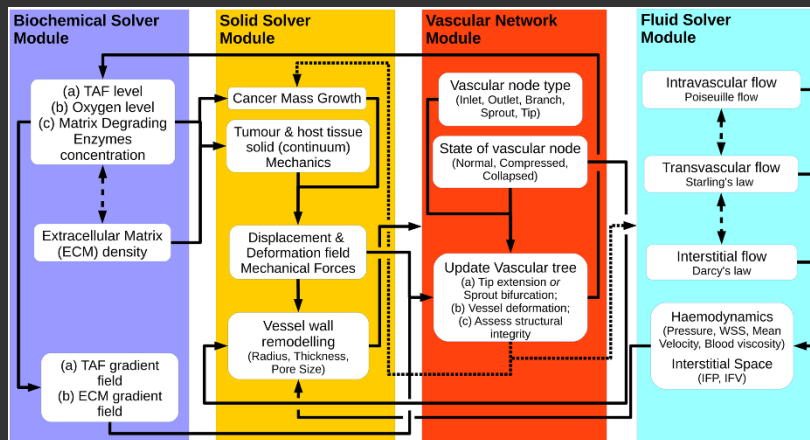 Biochemical Solver
Module
(a) TAF level
(b) Oxygen level
(c) Matrix Degrading
Enzymes
concentration
Extracellular Matrix
(ECM) density
(a) TAF gradient
field
(b) ECM gradient
field
Solid Solver
Module
Cancer Mass Growth
Tumour & host tissue
solid (continuum)
Mechanics
Displacement &
Deformation field
Mechanical Forces
Vessel wall
remodelling
(Radius, Thickness,
Pore Size)
Vascular Network
Module
Vascular node type
(Inlet, Outlet, Branch,
Sprout, Tip)
State of vascular node
(Normal, Compressed,
Collapsed)
Update Vascular tree
(a) Tip extension or
Sprout bifurcation;
(b) Vessel deformation;
(c) Assess structural
integrity
Fluid Solver
Module
Intravascular flow
Poiseuille flow
Transvascular flow
Starling's law
Interstitial flow
Darcy's law
Haemodynamics
(Pressure, WSS, Mean
Velocity, Blood viscosity)
Interstitial Space
(IFP, IFV)